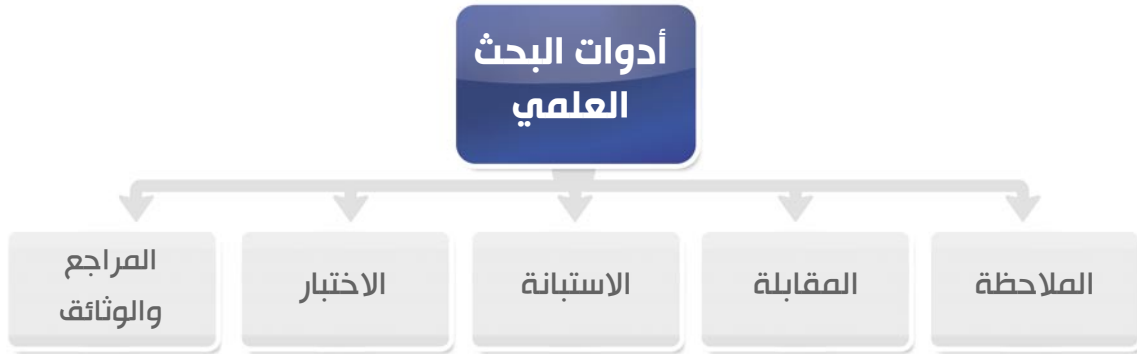 أدوات البحث
العلمي
الملاحظة
المقابلة
الاستبانة
الاختبار
المراجع
والوثائق